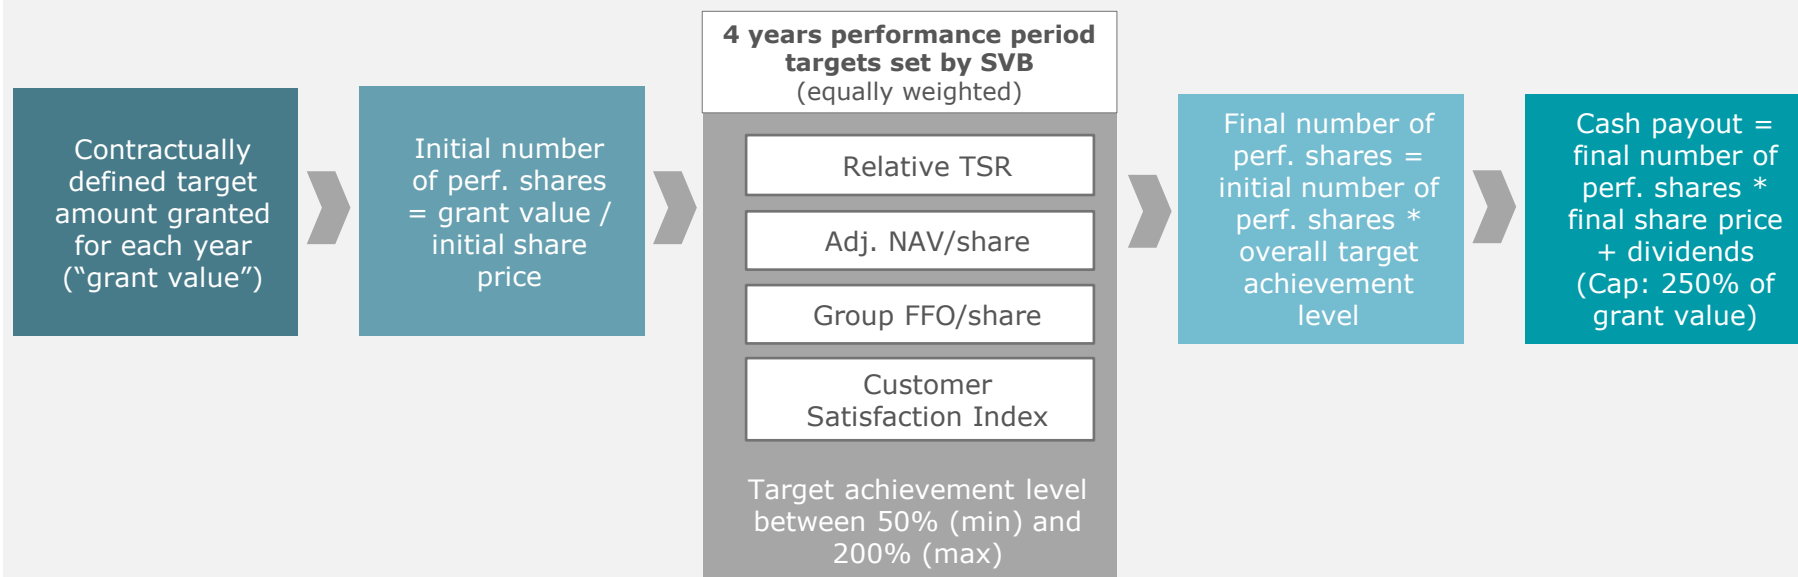 Contractually
defined target
amount granted
for each year
(“grant value”)
Initial number
of perf. shares
= grant value /
initial share
price
4 years performance period
targets set by SVB
(equally weighted)
Relative TSR
Adj. NAV/share
Group FFO/share
Customer
Satisfaction Index
Target achievement level
between 50% (min) and
200% (max)
Final number of
perf. shares =
initial number of
perf. shares *
overall target
achievement
level
Cash payout =
final number of
perf. shares *
final share price
+ dividends
(Cap: 250% of
grant value)